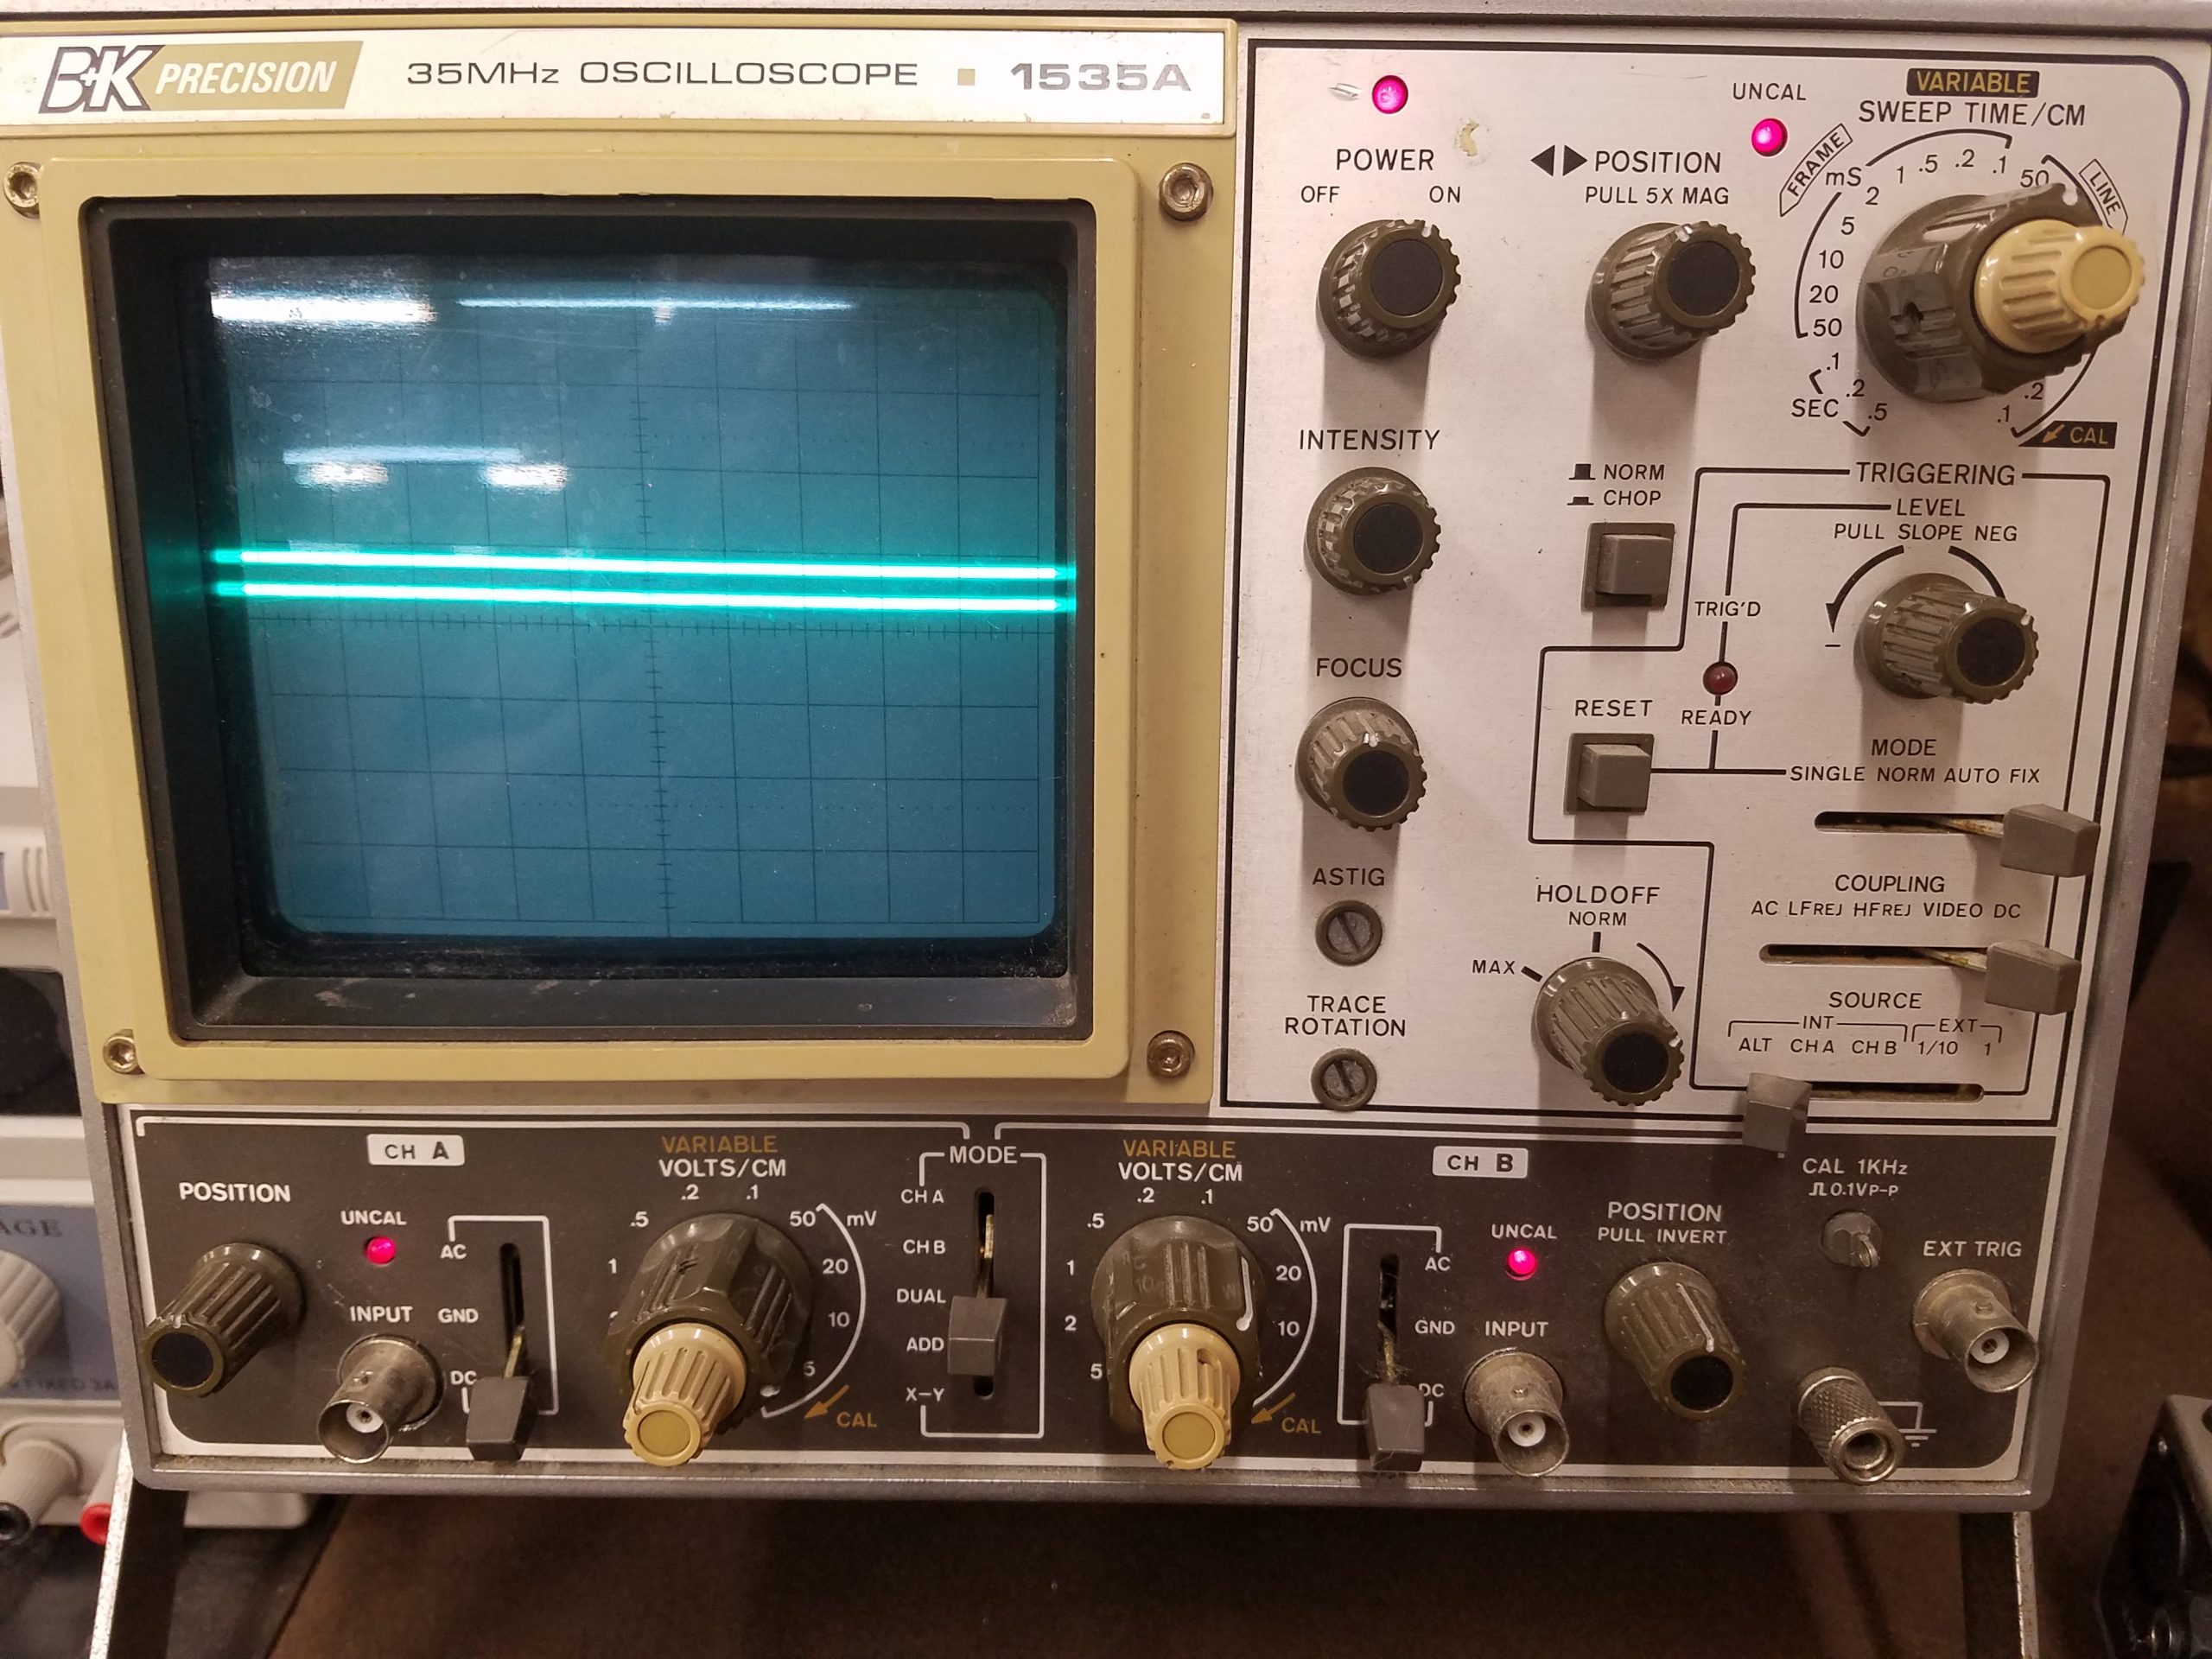 B+K PRECISION 35MHz OSCILLOSCOPE 1535A
POWER
OFF ON
POSITION
PULL 5X MAG
UNCAL
VARIABLE
SWEEP TIME/CM
FRAME
mS
LINE
50 .1 .2 .5 1 2
5
10
20
50
.1
.2
.5
SEC
.2
.1
CAL
INTENSITY
NORM
CHOP
TRIGGERING
LEVEL
PULL SLOPE NEG
TRIG'D
–
FOCUS
RESET
READY
MODE
SINGLE NORM AUTO FIX
ASTIG
HOLDOFF
NORM
MAX
COUPLING
AC LFREJ HFREJ VIDEO DC
TRACE
ROTATION
SOURCE
INT EXT
ALT CH A CH B 1/10 1
CH A
POSITION
UNCAL
INPUT
AC
GND
DC
VARIABLE
VOLTS/CM
.2 .1
.5 50 mV
1 20
10
5
CAL
MODE
CH A
CH B
DUAL
ADD
X-Y
VARIABLE
VOLTS/CM
.2 .1
.5 50 mV
1 20
2 10
5
CAL
CH B
AC
GND
DC
UNCAL
INPUT
POSITION
PULL INVERT
CAL 1KHz
0.1VP-P
EXT TRIG
AGE
FIXED 3A